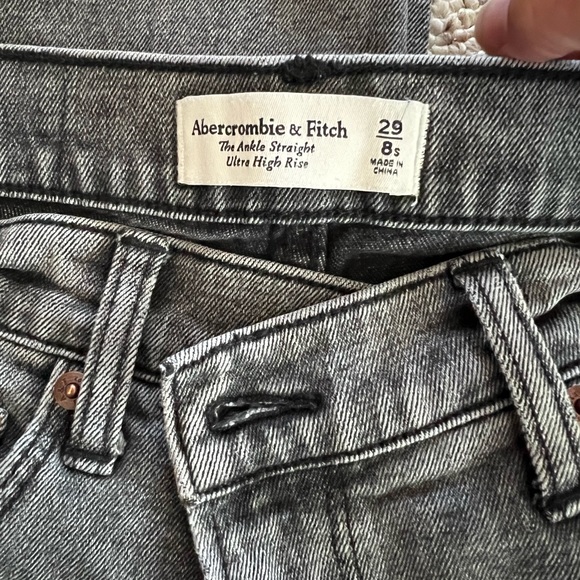 Abercrombie & Fitch
The Ankle Straight
Ultra High Rise
29
8s
MADE IN
CHINA